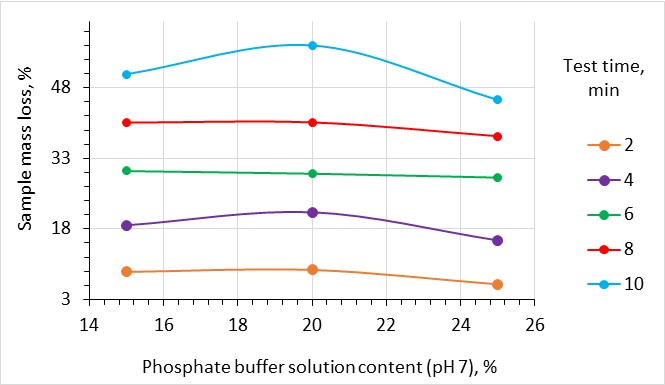 Sample mass loss, %
48
33
18
3
14 16 18 20 22 24 26
Phosphate buffer solution content (pH 7), %
Test time,
min
2
4
6
8
10